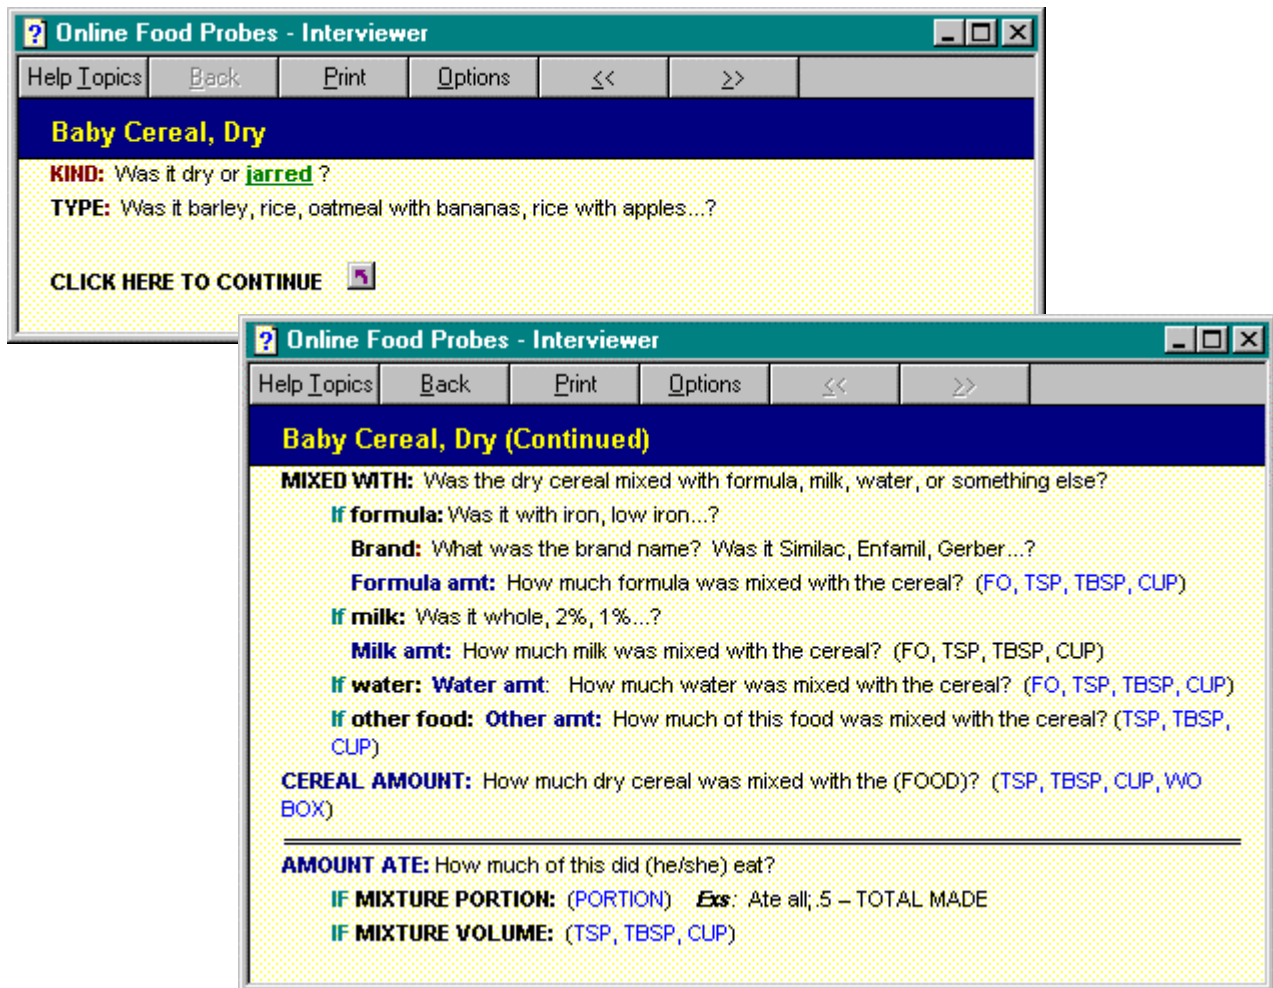 Online Food Probes - Interviewer
Help Topics Back Print Options << >>
Baby Cereal, Dry
KIND: Was it dry or jarred ?
TYPE: Was it barley, rice, oatmeal with bananas, rice with apples...?
CLICK HERE TO CONTINUE
Online Food Probes - Interviewer
Help Topics Back Print Options << >>
Baby Cereal, Dry (Continued)
MIXED WITH: Was the dry cereal mixed with formula, milk, water, or something else?
If formula: Was it with iron, low iron...?
Brand: What was the brand name? Was it Similac, Enfamil, Gerber...?
Formula amt: How much formula was mixed with the cereal? (FO, TSP, TBSP, CUP)
If milk: Was it whole, 2%, 1%...?
Milk amt: How much milk was mixed with the cereal? (FO, TSP, TBSP, CUP)
If water: Water amt: How much water was mixed with the cereal? (FO, TSP, TBSP, CUP)
If other food: Other amt: How much of this food was mixed with the cereal? (TSP, TBSP,
CUP)
CEREAL AMOUNT: How much dry cereal was mixed with the (FOOD)? (TSP, TBSP, CUP, WO
BOX)
AMOUNT ATE: How much of this did (he/she) eat?
IF MIXTURE PORTION: (PORTION) Exs: Ate all; .5 – TOTAL MADE
IF MIXTURE VOLUME: (TSP, TBSP, CUP)